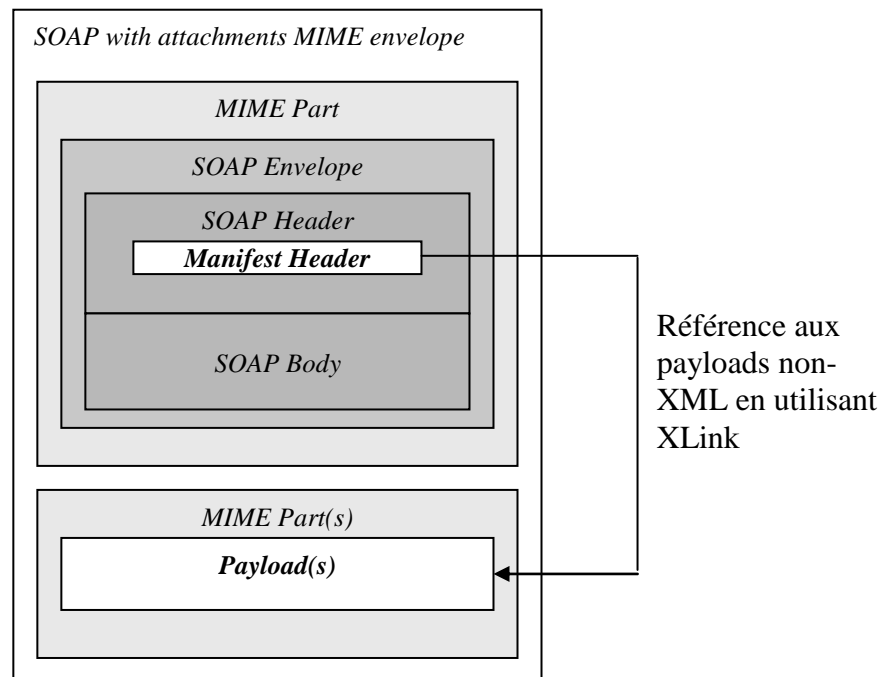 SOAP with attachments MIME envelope
MIME Part
SOAP Envelope
SOAP Header
Manifest Header
SOAP Body
Référence aux
payloads non-
XML en utilisant
XLink
MIME Part(s)
Payload(s)